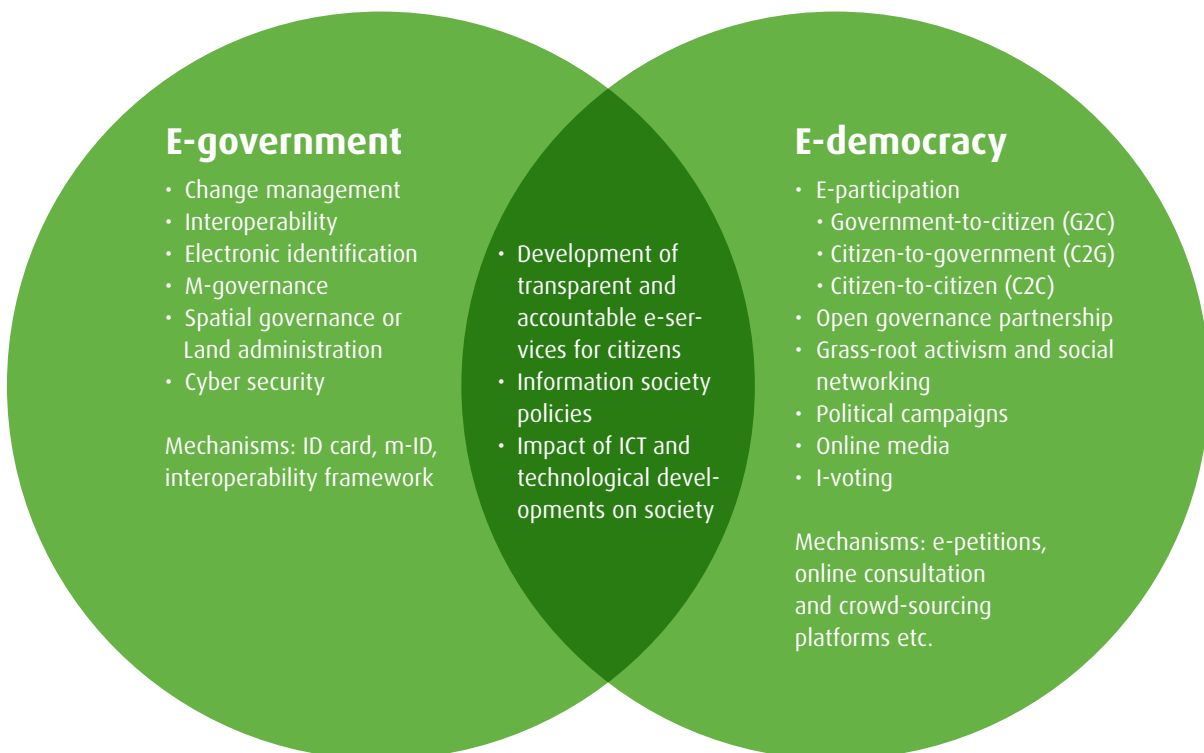 E-government
• Change management
• Interoperability
• Electronic identification
• M-governance
• Spatial governance or
Land administration
• Cyber security
Mechanisms: ID card, m-ID,
interoperability framework
• Development of
transparent and
accountable e-ser-
vices for citizens
• Information society
policies
• Impact of ICT and
technological devel-
opments on society
E-democracy
• E-participation
• Government-to-citizen (G2C)
• Citizen-to-government (C2G)
• Citizen-to-citizen (C2C)
• Open governance partnership
• Grass-root activism and social
networking
• Political campaigns
• Online media
• I-voting
Mechanisms: e-petitions,
online consultation
and crowd-sourcing
platforms etc.